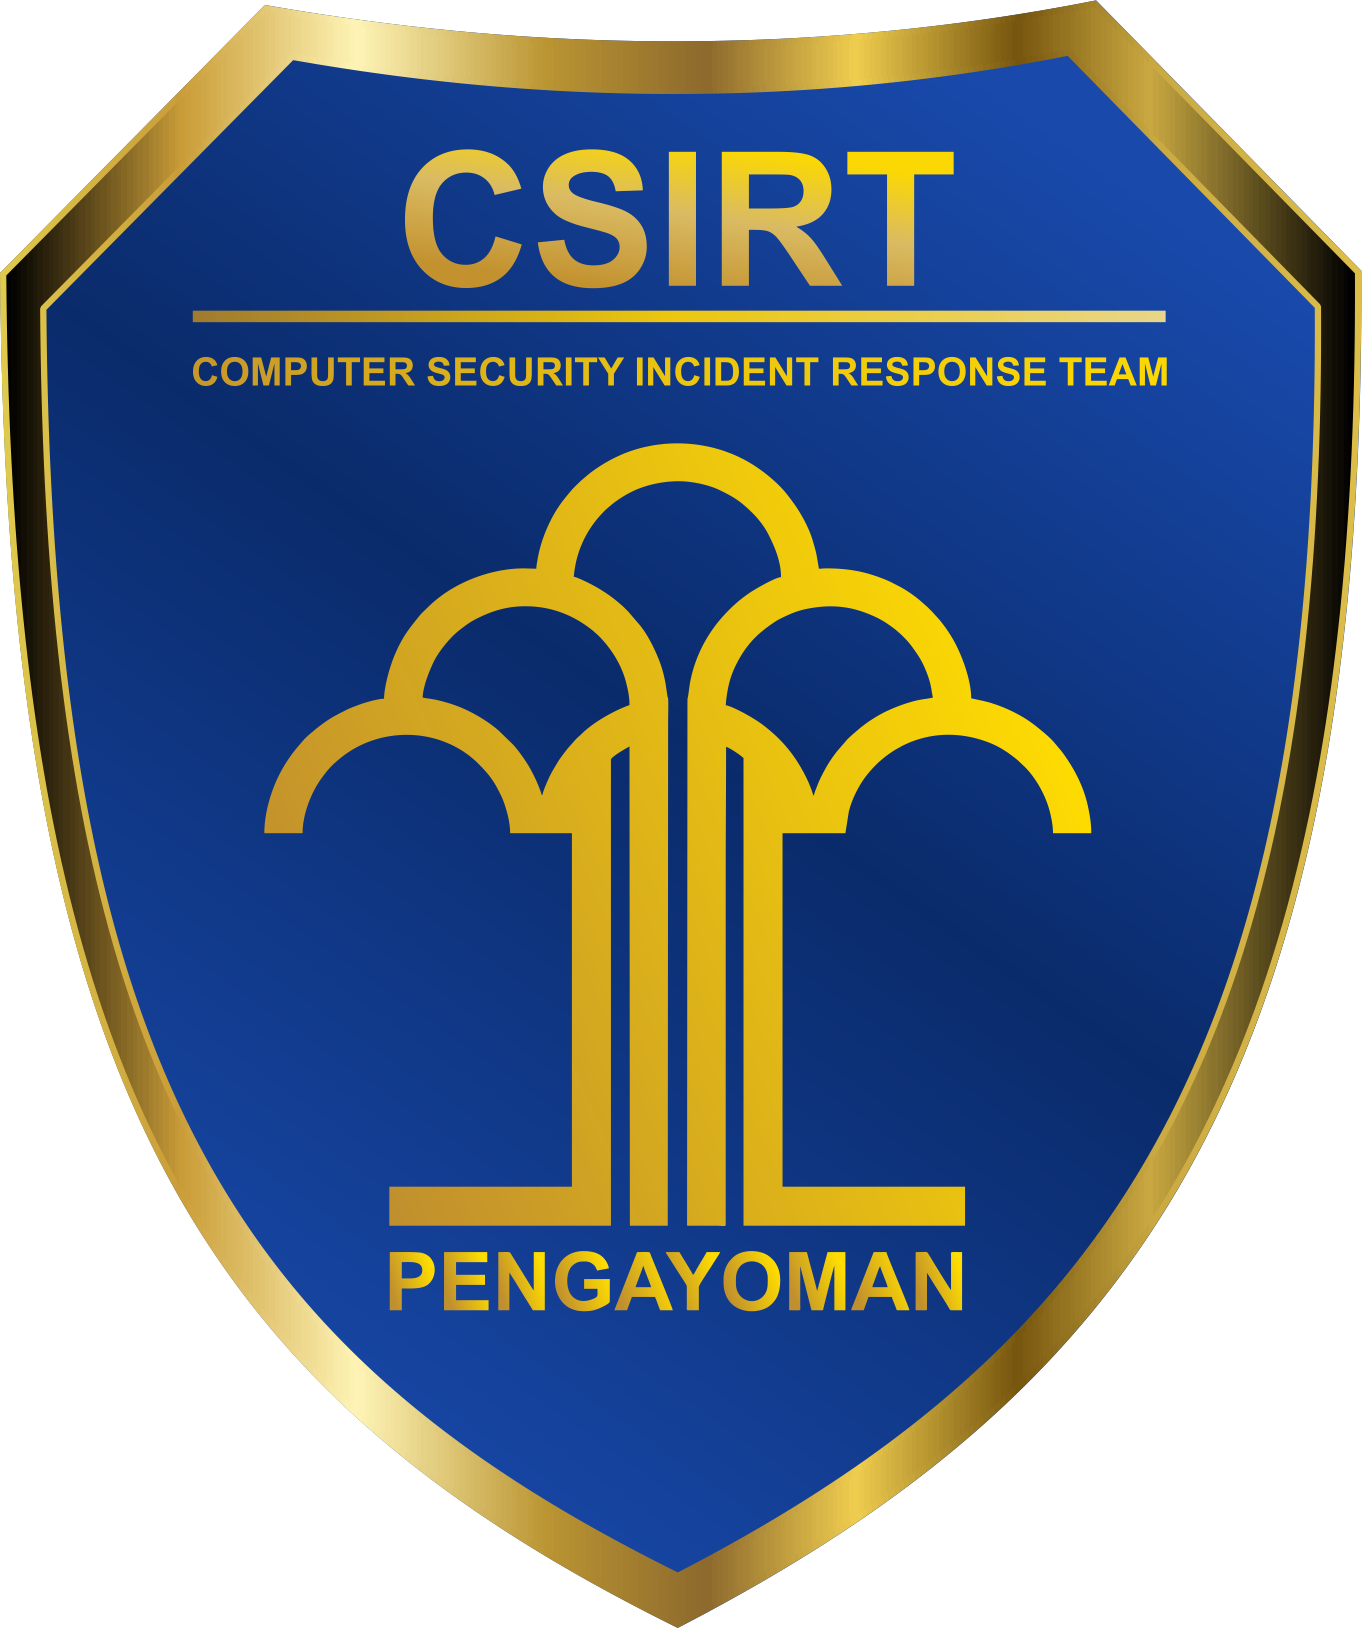 CSIRT
COMPUTER SECURITY INCIDENT RESPONSE TEAM
PENGAYOMAN